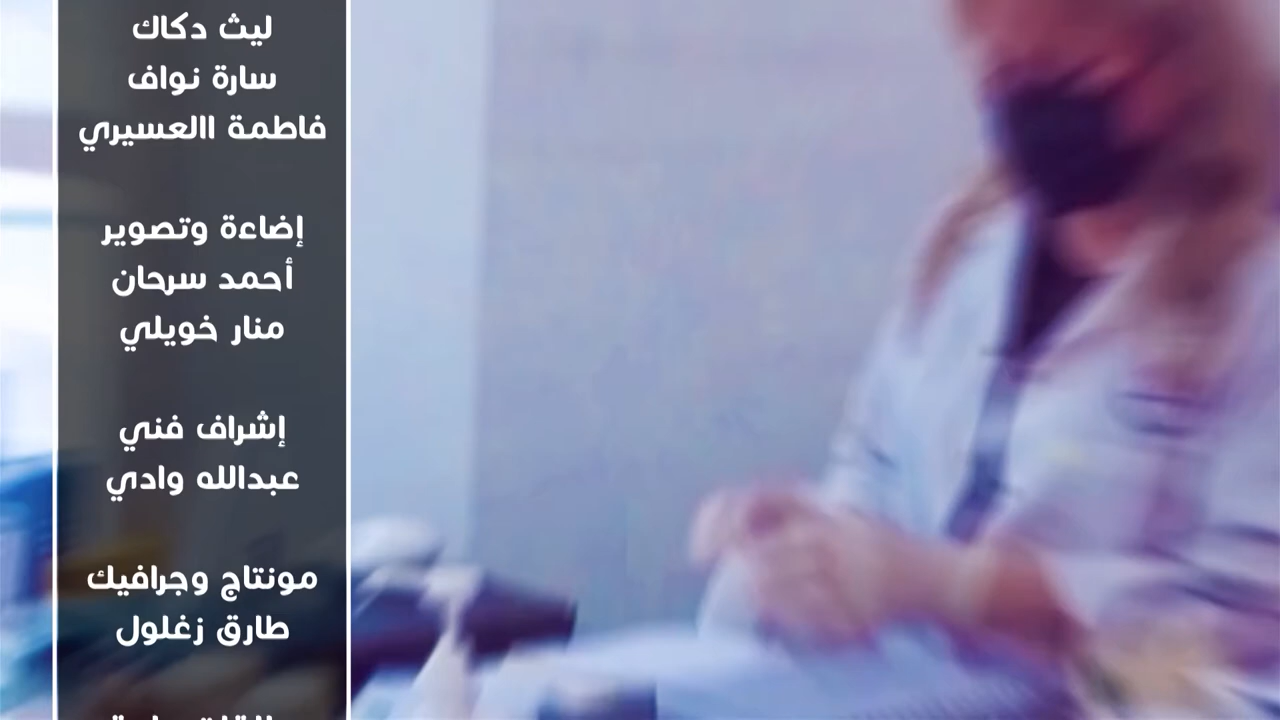 ليث دكاك
سارة نواف
فاطمة االعسيري
إضاءة وتصوير
أحمد سرحان
منار خويلي
إشراف فني
عبدالله وادي
مونتاج وجرافيك
طارق زغلول